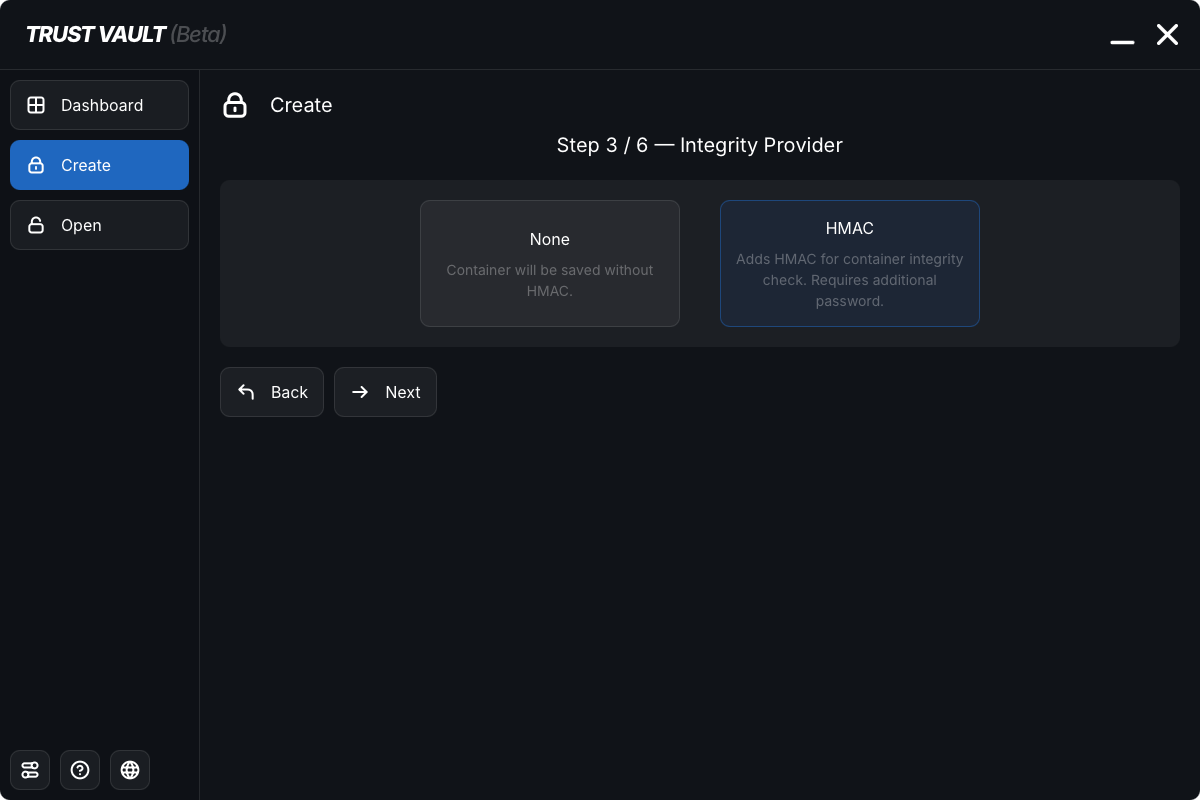 TRUST VAULT (Beta)
Dashboard
Create
Open
Create
Step 3 / 6 — Integrity Provider
None
Container will be saved without
HMAC.
HMAC
Adds HMAC for container integrity
check. Requires additional
password.
Back
Next